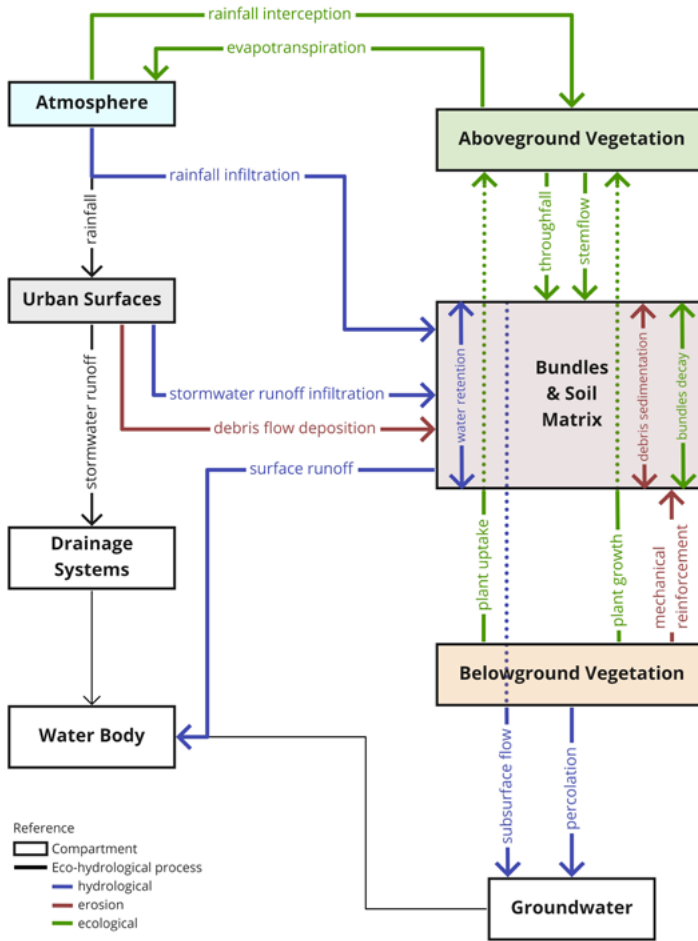 rainfall interception
evapotranspiration
Atmosphere
Aboveground Vegetation
rainfall infiltration
rainfall
throughfall
stemflow
Urban Surfaces
Bundles
& Soil
Matrix
water retention
debris sedimentation
bundles decay
stormwater runoff infiltration
debris flow deposition
stormwater runoff
surface runoff
Drainage
Systems
plant uptake
plant growth
mechanical
reinforcement
Belowground Vegetation
Water Body
subsurface flow
percolation
Groundwater
Reference
Compartment
Eco-hydrological process
hydrological
erosion
ecological